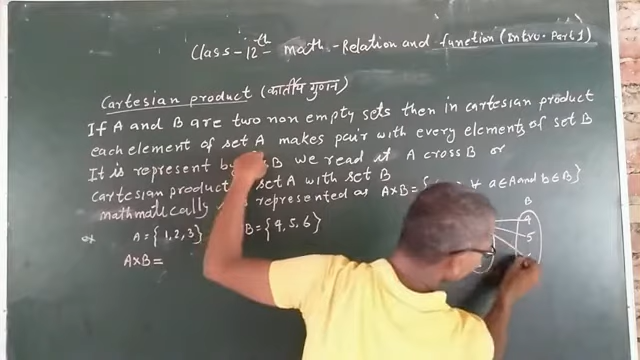 Class-12th math - Relation and function (Intro. Part 1)
Cartesian product (कार्तीय गुणन)
If A and B are two non empty sets then in cartesian product
each element of set A makes pair with every elements of set B
It is represent by B we read it A cross B or
cartesian product set A with set B
mathmatically represented as A×B = { ∀ a∈A and b∈B}
ex A = {1, 2, 3} B = {4, 5, 6}
A×B =
B
4
5